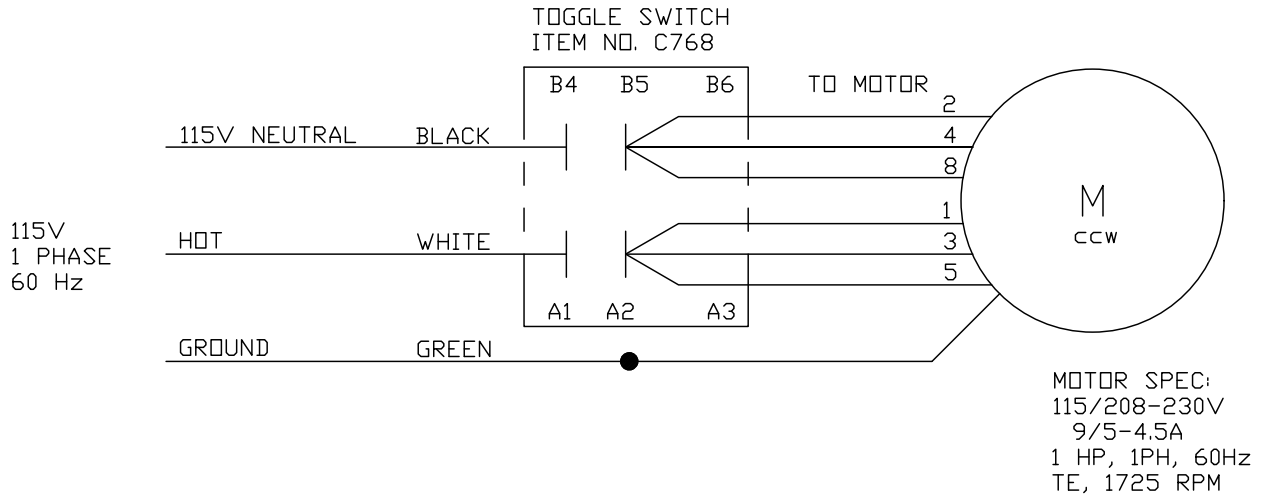 TOGGLE SWITCH
ITEM NO. C768
B4 B5 B6
TO MOTOR
2
115V NEUTRAL BLACK
4
8
M
CCW
115V
1 PHASE
60 Hz
HOT WHITE
1
3
5
A1 A2 A3
GROUND GREEN
MOTOR SPEC:
115/208-230V
9/5-4.5A
1 HP, 1PH, 60Hz
TE, 1725 RPM